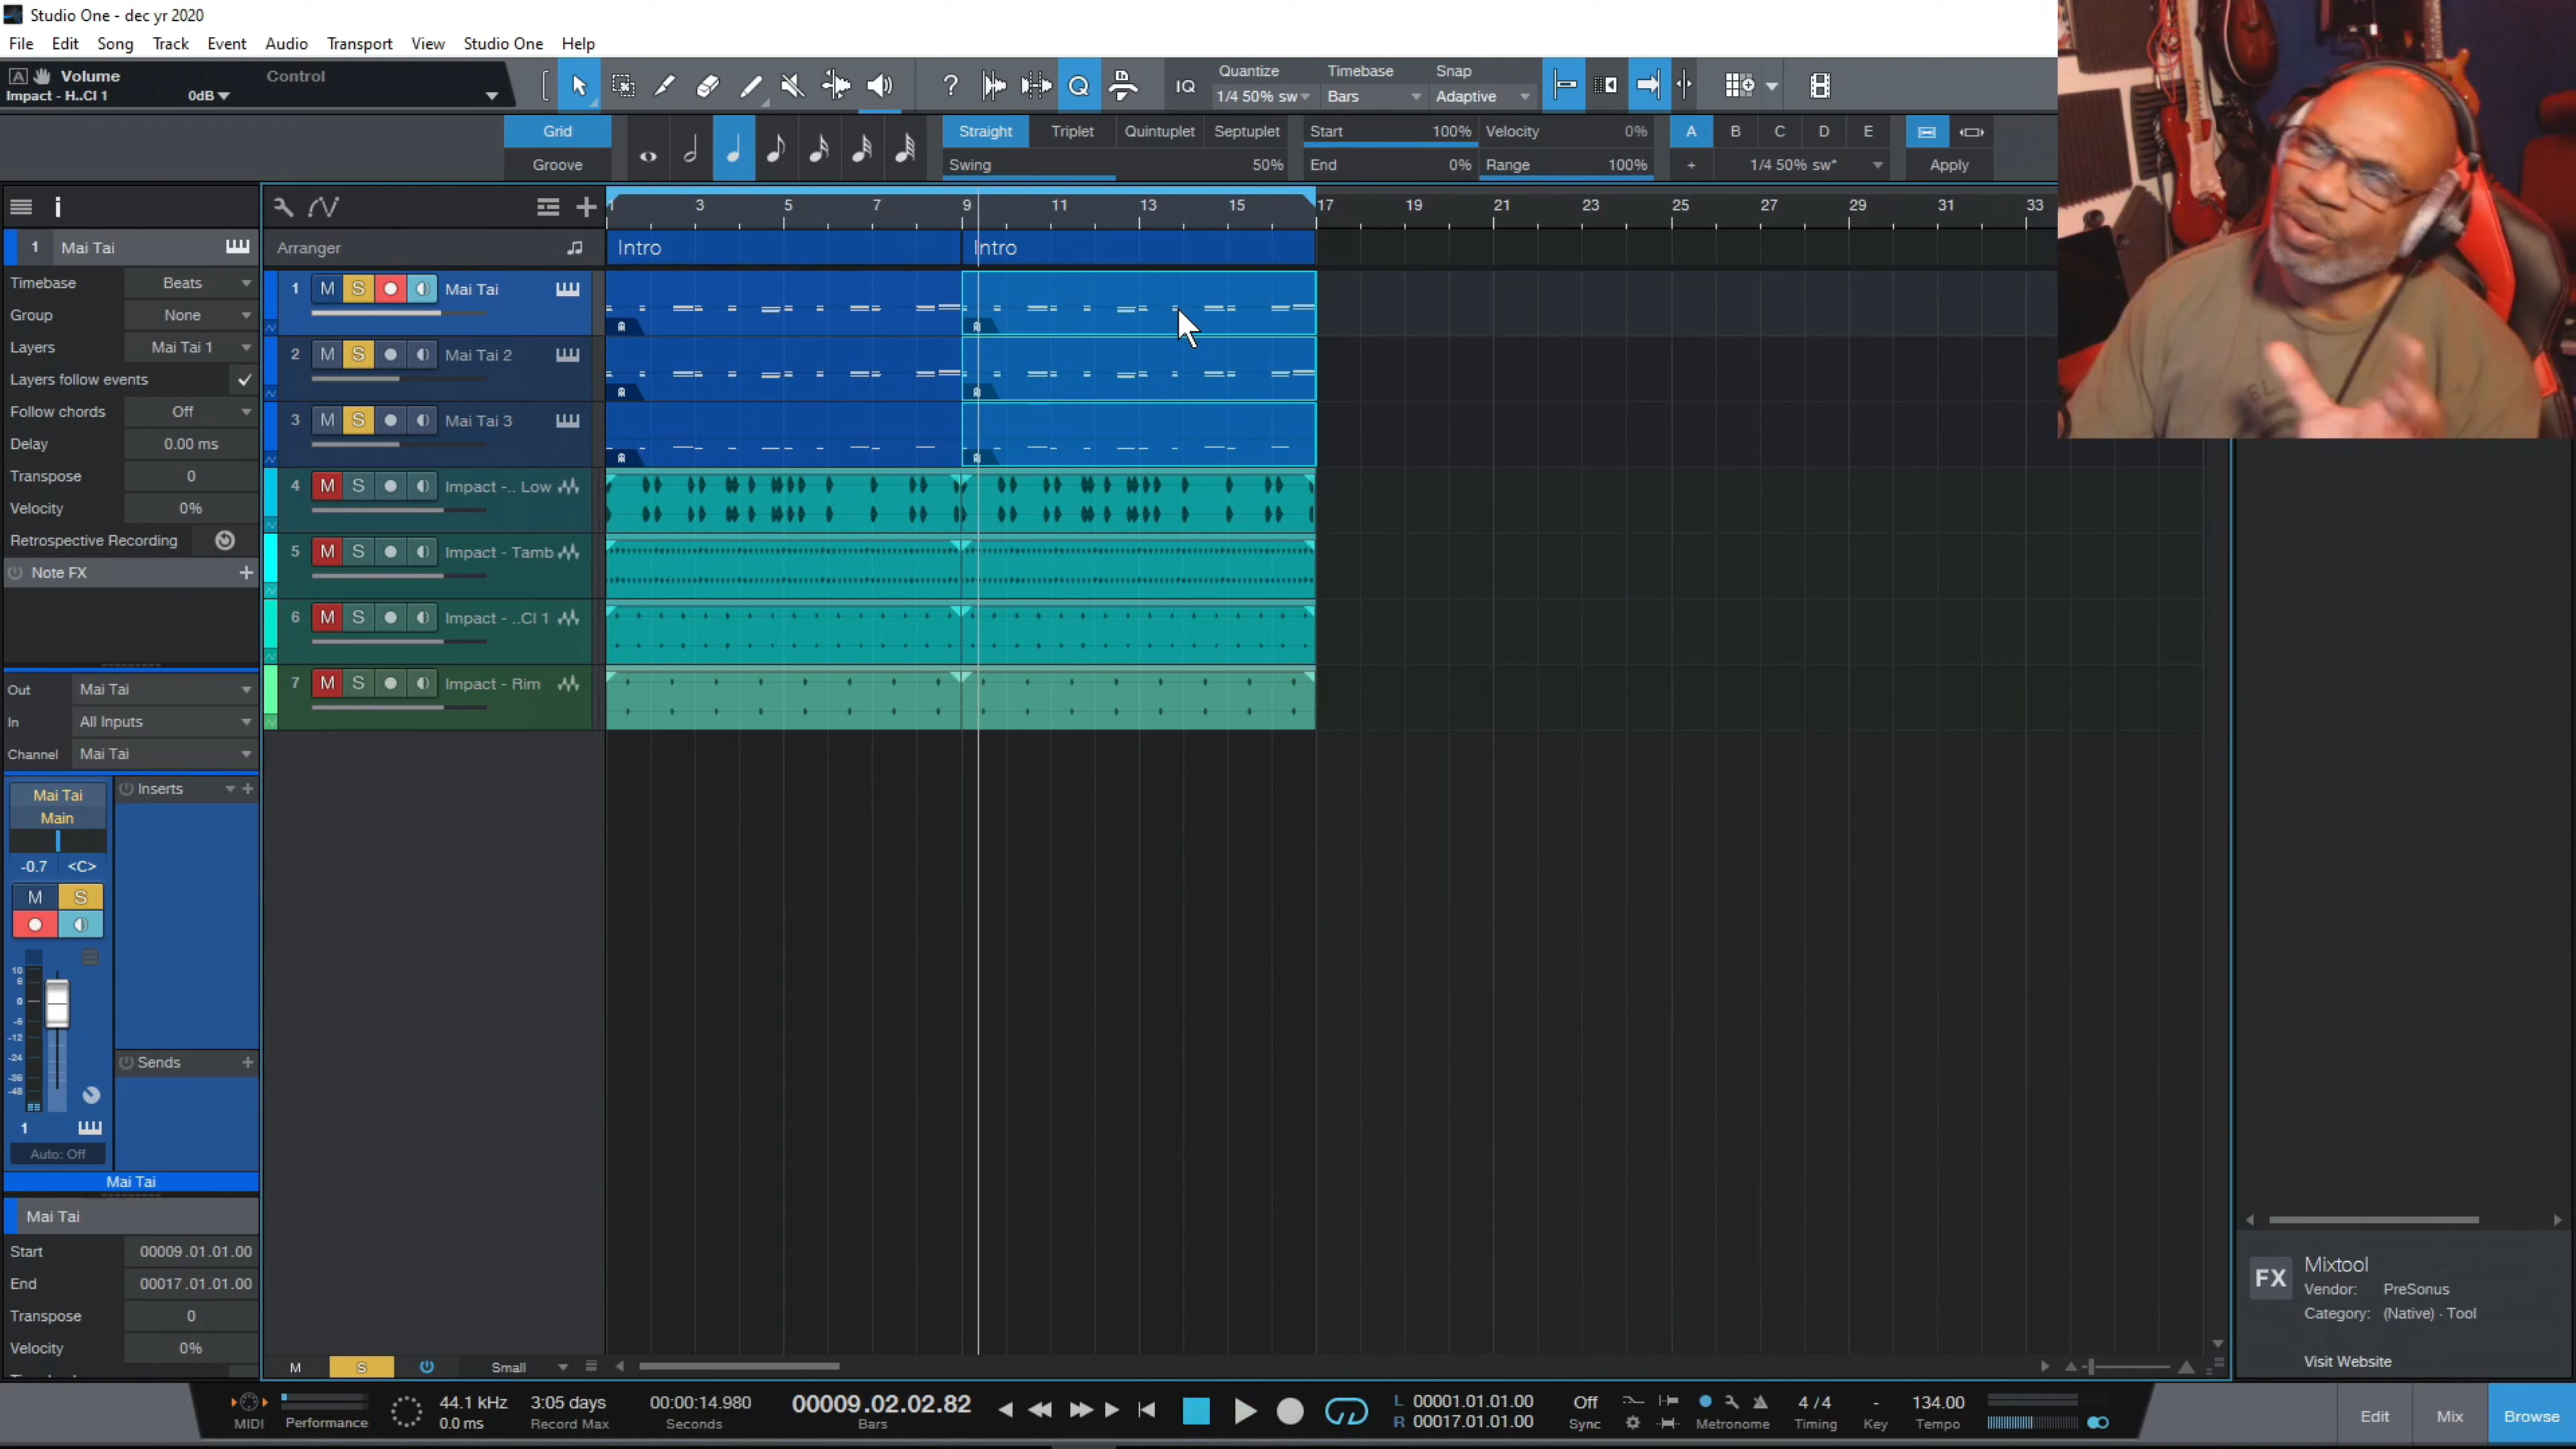 Studio One - dec yr 2020
File Edit Song Track Event Audio Transport View Studio One Help
A Volume Control
Impact - H..Cl 1 0dB
? IQ
Quantize Timebase Snap
1/4 50% sw Bars Adaptive
Grid
Groove
Straight Triplet Quintuplet Septuplet
Swing 50%
Start 100% Velocity 0%
End 0% Range 100%
A B C D E
+ 1/4 50% sw* Apply
i
1 3 5 7 9 11 13 15 17 19 21 23 25 27 29 31 33
1 Mai Tai
Arranger
Intro Intro
Timebase Beats
Group None
Layers Mai Tai 1
Layers follow events
Follow chords Off
Delay 0.00 ms
Transpose 0
Velocity 0%
Retrospective Recording
Note FX
1 M S Mai Tai
2 M S Mai Tai 2
3 M S Mai Tai 3
4 M S Impact -.. Low
5 M S Impact - Tamb
6 M S Impact - ..Cl 1
7 M S Impact - Rim
Out Mai Tai
In All Inputs
Channel Mai Tai
Mai Tai
Main
Inserts
-0.7 <C>
M S
10
6
0
-6
-12
-24
-36
-48
Sends
1
Auto: Off
Mai Tai
Mai Tai
Start 00009.01.01.00
End 00017.01.01.00
Transpose 0
Velocity 0%
M S Small
FX
Mixtool
Vendor: PreSonus
Category: (Native) - Tool
Visit Website
MIDI
Performance
44.1 kHz
0.0 ms
3:05 days
Record Max
00:00:14.980
Seconds
00009.02.02.82
Bars
L 00001.01.01.00
R 00017.01.01.00
Off
Sync
Metronome
4 / 4
Timing
-
Key
134.00
Tempo
Edit Mix Browse